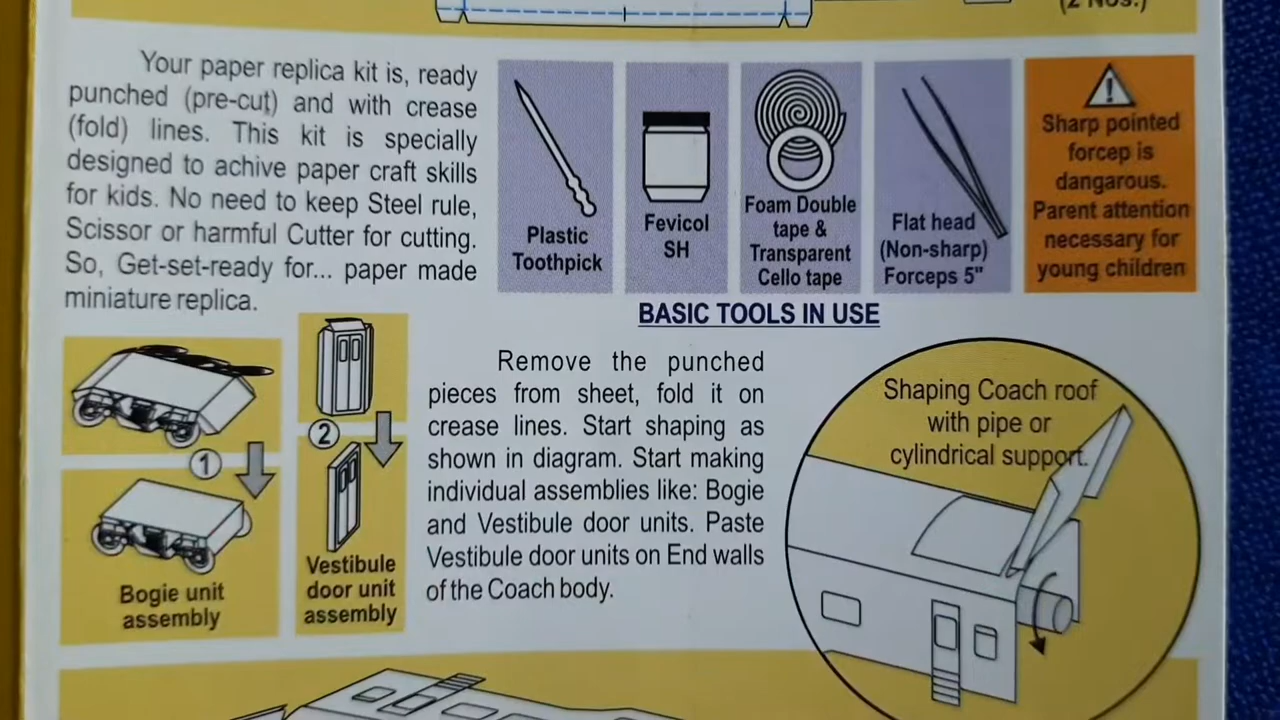 (2 Nos.)
Your paper replica kit is, ready
punched (pre-cut) and with crease
(fold) lines. This kit is specially
designed to achive paper craft skills
for kids. No need to keep Steel rule,
Scissor or harmful Cutter for cutting.
So, Get-set-ready for... paper made
miniature replica.
Plastic
Toothpick
Fevicol
SH
Foam Double
tape &
Transparent
Cello tape
Flat head
(Non-sharp)
Forceps 5"
Sharp pointed
forcep is
dangarous.
Parent attention
necessary for
young children
BASIC TOOLS IN USE
1
Bogie unit
assembly
2
Vestibule
door unit
assembly
Remove the punched
pieces from sheet, fold it on
crease lines. Start shaping as
shown in diagram. Start making
individual assemblies like: Bogie
and Vestibule door units. Paste
Vestibule door units on End walls
of the Coach body.
Shaping Coach roof
with pipe or
cylindrical support.